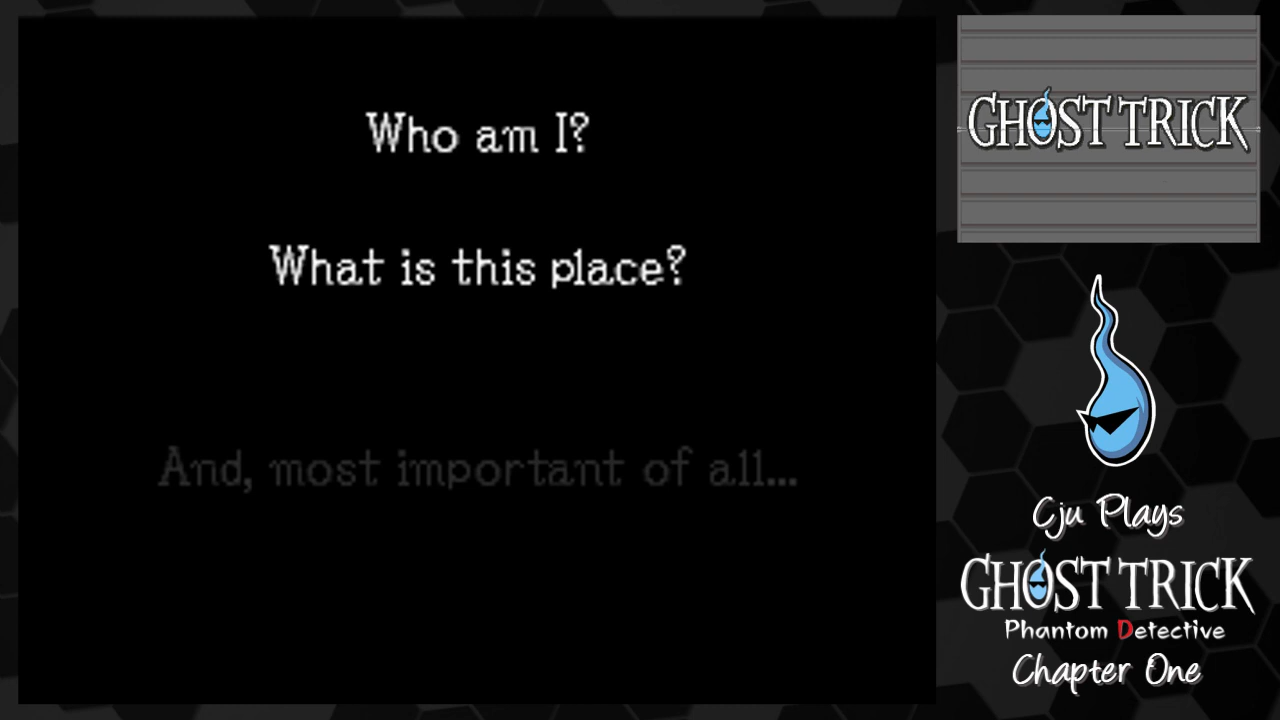 Who am I?
What is this place?
And, most important of all...
GHOST TRICK
Cju Plays
GHOST TRICK
Phantom Detective
Chapter One